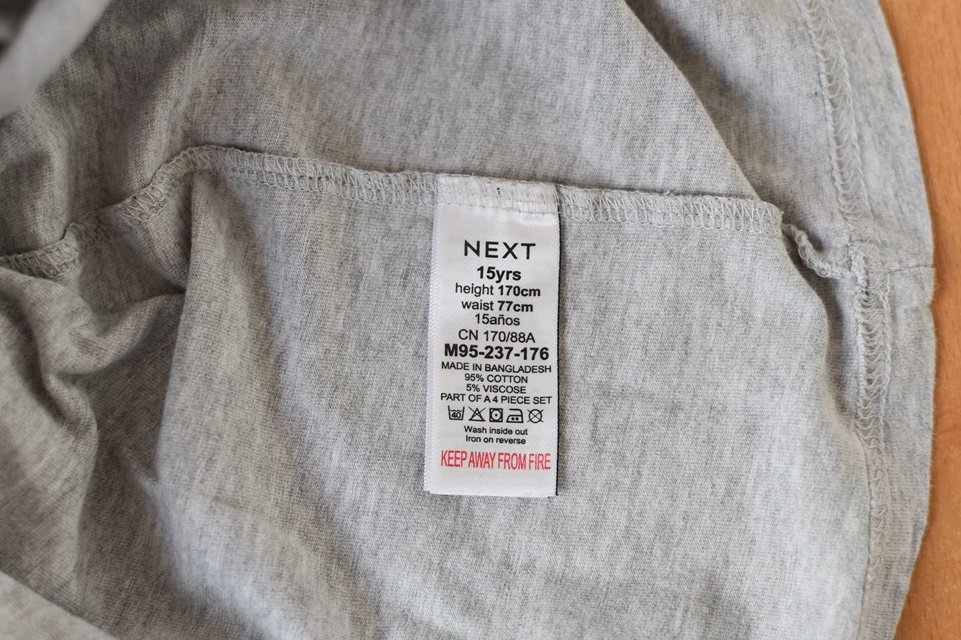 NEXT
15yrs
height 170cm
waist 77cm
15años
CN 170/88A
M95-237-176
MADE IN BANGLADESH
95% COTTON
5% VISCOSE
PART OF A 4 PIECE SET
40
Wash inside out
Iron on reverse
KEEP AWAY FROM FIRE